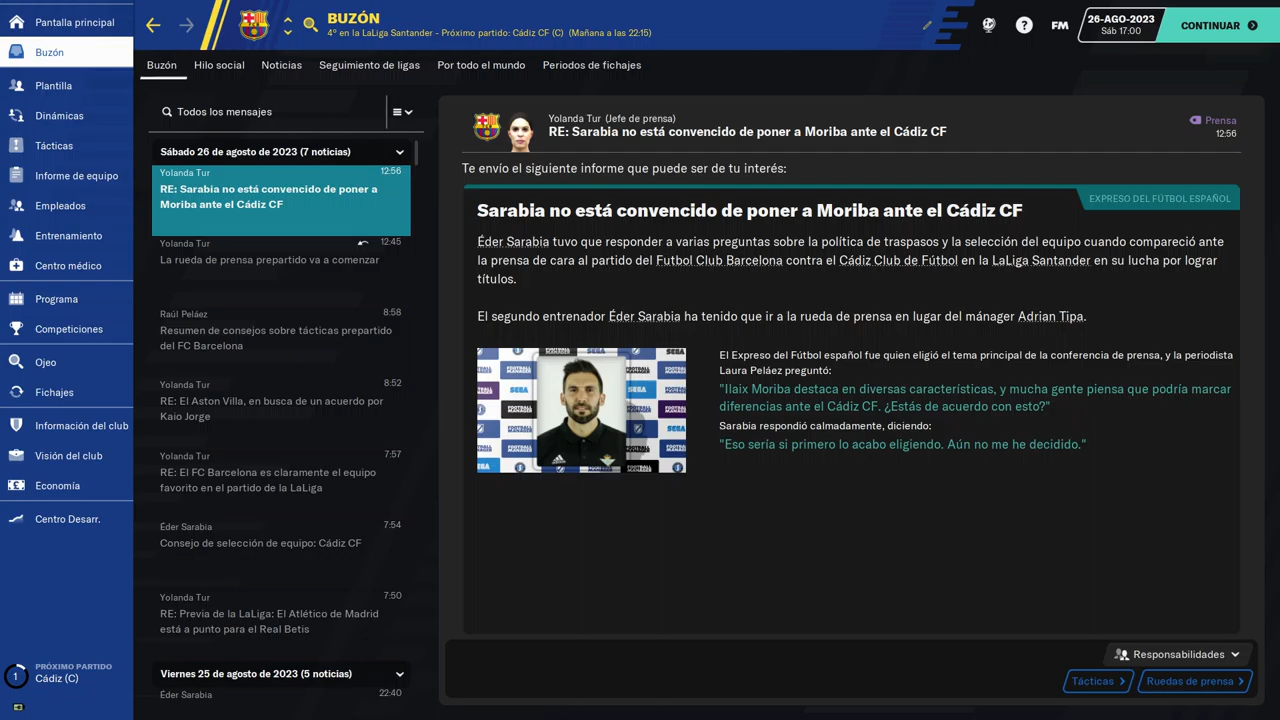 Pantalla principal
Buzón
Plantilla
Dinámicas
Tácticas
Informe de equipo
Empleados
Entrenamiento
Centro médico
Programa
Competiciones
Ojeo
Fichajes
Información del club
Visión del club
Economía
Centro Desarr.
PRÓXIMO PARTIDO
1
Cádiz (C)
BUZÓN
4º en la LaLiga Santander - Próximo partido: Cádiz CF (C) (Mañana a las 22:15)
FM
26-AGO-2023
Sáb 17:00
CONTINUAR
Buzón Hilo social Noticias Seguimiento de ligas Por todo el mundo Periodos de fichajes
Todos los mensajes
Sábado 26 de agosto de 2023 (7 noticias)
Yolanda Tur 12:56
RE: Sarabia no está convencido de poner a
Moriba ante el Cádiz CF
Yolanda Tur 12:45
La rueda de prensa prepartido va a comenzar
Raúl Peláez 8:58
Resumen de consejos sobre tácticas prepartido
del FC Barcelona
Yolanda Tur 8:52
RE: El Aston Villa, en busca de un acuerdo por
Kaio Jorge
Yolanda Tur 7:57
RE: El FC Barcelona es claramente el equipo
favorito en el partido de la LaLiga
Éder Sarabia 7:54
Consejo de selección de equipo: Cádiz CF
Yolanda Tur 7:50
RE: Previa de la LaLiga: El Atlético de Madrid
está a punto para el Real Betis
Viernes 25 de agosto de 2023 (5 noticias)
Éder Sarabia 22:40
Yolanda Tur (Jefe de prensa)
RE: Sarabia no está convencido de poner a Moriba ante el Cádiz CF
Prensa
12:56
Te envío el siguiente informe que puede ser de tu interés:
EXPRESO DEL FÚTBOL ESPAÑOL
Sarabia no está convencido de poner a Moriba ante el Cádiz CF
Éder Sarabia tuvo que responder a varias preguntas sobre la política de traspasos y la selección del equipo cuando compareció ante
la prensa de cara al partido del Futbol Club Barcelona contra el Cádiz Club de Fútbol en la LaLiga Santander en su lucha por lograr
títulos.
El segundo entrenador Éder Sarabia ha tenido que ir a la rueda de prensa en lugar del mánager Adrian Tipa.
El Expreso del Fútbol español fue quien eligió el tema principal de la conferencia de prensa, y la periodista
Laura Peláez preguntó:
"Ilaix Moriba destaca en diversas características, y mucha gente piensa que podría marcar
diferencias ante el Cádiz CF. ¿Estás de acuerdo con esto?"
Sarabia respondió calmadamente, diciendo:
"Eso sería si primero lo acabo eligiendo. Aún no me he decidido."
SEGA
Responsabilidades
Tácticas
Ruedas de prensa